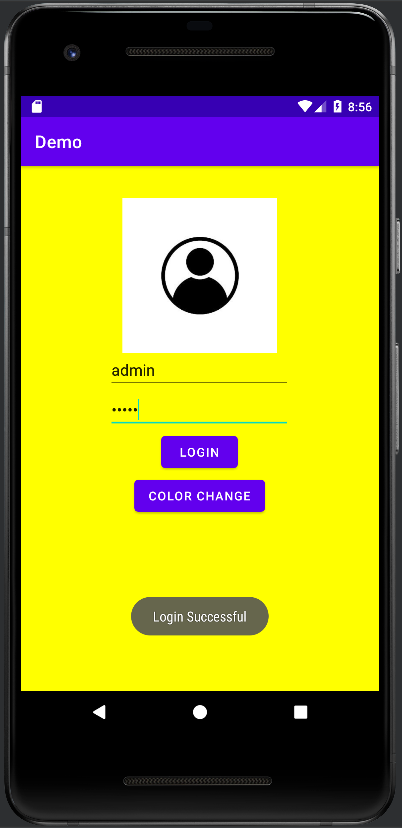 8:56
Demo
admin
•••••
LOGIN
COLOR CHANGE
Login Successful